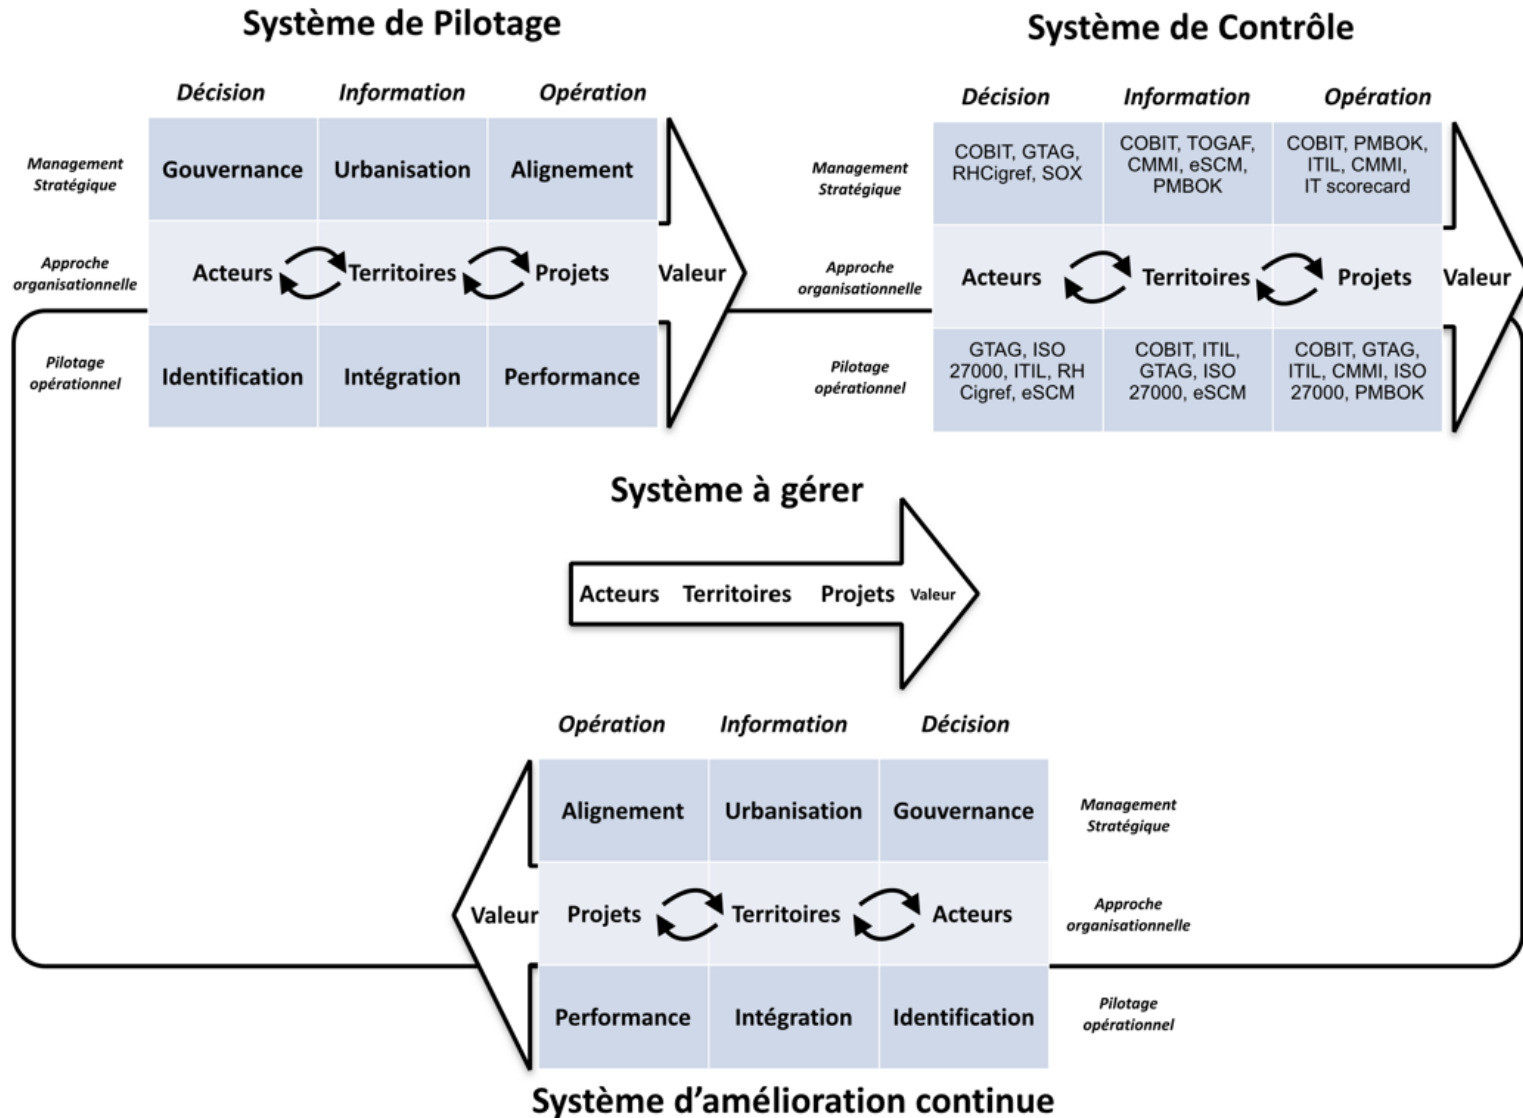 Système de Pilotage
Décision Information Opération
Management
Stratégique
Gouvernance Urbanisation Alignement
Approche
organisationnelle
Acteurs Territoires Projets Valeur
Pilotage
opérationnel
Identification Intégration Performance
Système de Contrôle
Décision Information Opération
Management
Stratégique
COBIT, GTAG,
RHCigref, SOX
COBIT, TOGAF,
CMMI, eSCM,
PMBOK
COBIT, PMBOK,
ITIL, CMMI,
IT scorecard
Approche
organisationnelle
Acteurs Territoires Projets Valeur
Pilotage
opérationnel
GTAG, ISO
27000, ITIL, RH
Cigref, eSCM
COBIT, ITIL,
GTAG, ISO
27000, eSCM
COBIT, GTAG,
ITIL, CMMI, ISO
27000, PMBOK
Système à gérer
Acteurs Territoires Projets Valeur
Opération Information Décision
Alignement Urbanisation Gouvernance
Management
Stratégique
Valeur Projets Territoires Acteurs
Approche
organisationnelle
Performance Intégration Identification
Pilotage
opérationnel
Système d'amélioration continue